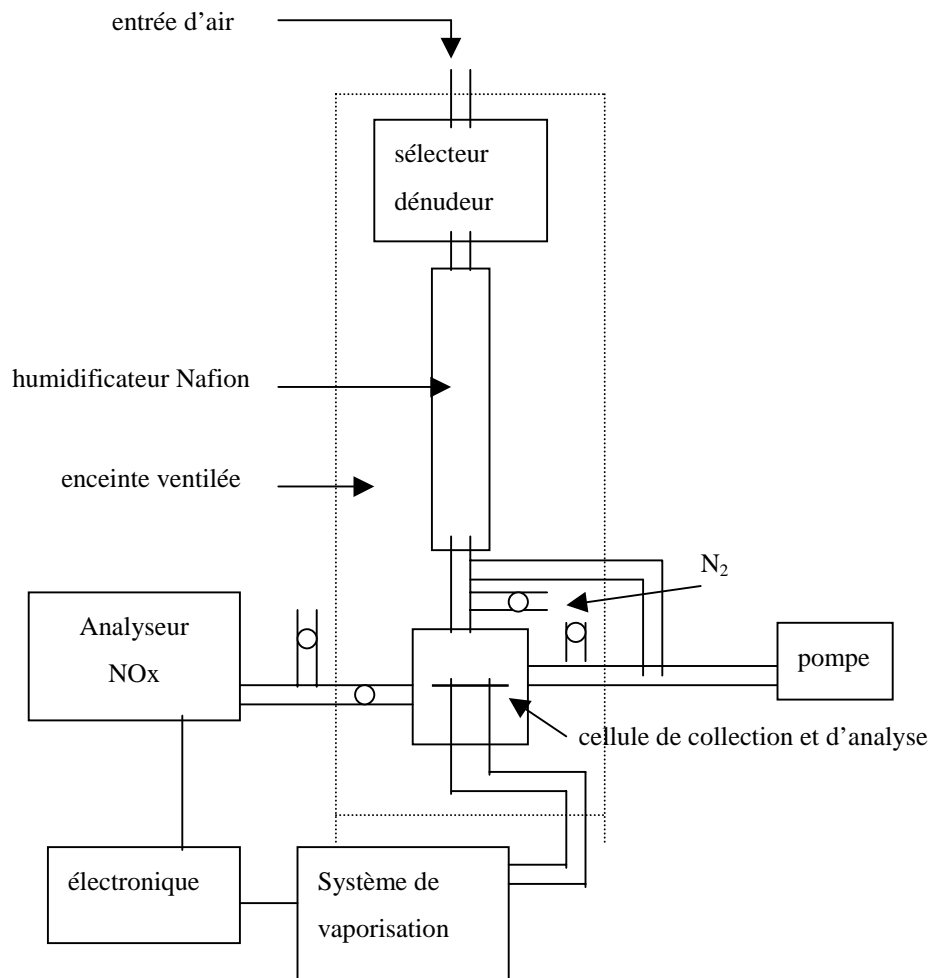 entrée d’air
sélecteur
dénudeur
humidificateur Nafion
enceinte ventilée
N₂
Analyseur
NOx
pompe
cellule de collection et d’analyse
électronique
Système de
vaporisation